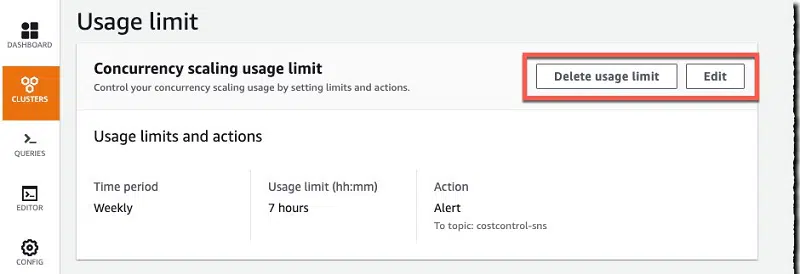 Usage limit
DASHBOARD
CLUSTERS
QUERIES
EDITOR
CONFIG
Concurrency scaling usage limit
Control your concurrency scaling usage by setting limits and actions.
Delete usage limit
Edit
Usage limits and actions
Time period
Weekly
Usage limit (hh:mm)
7 hours
Action
Alert
To topic: costcontrol-sns